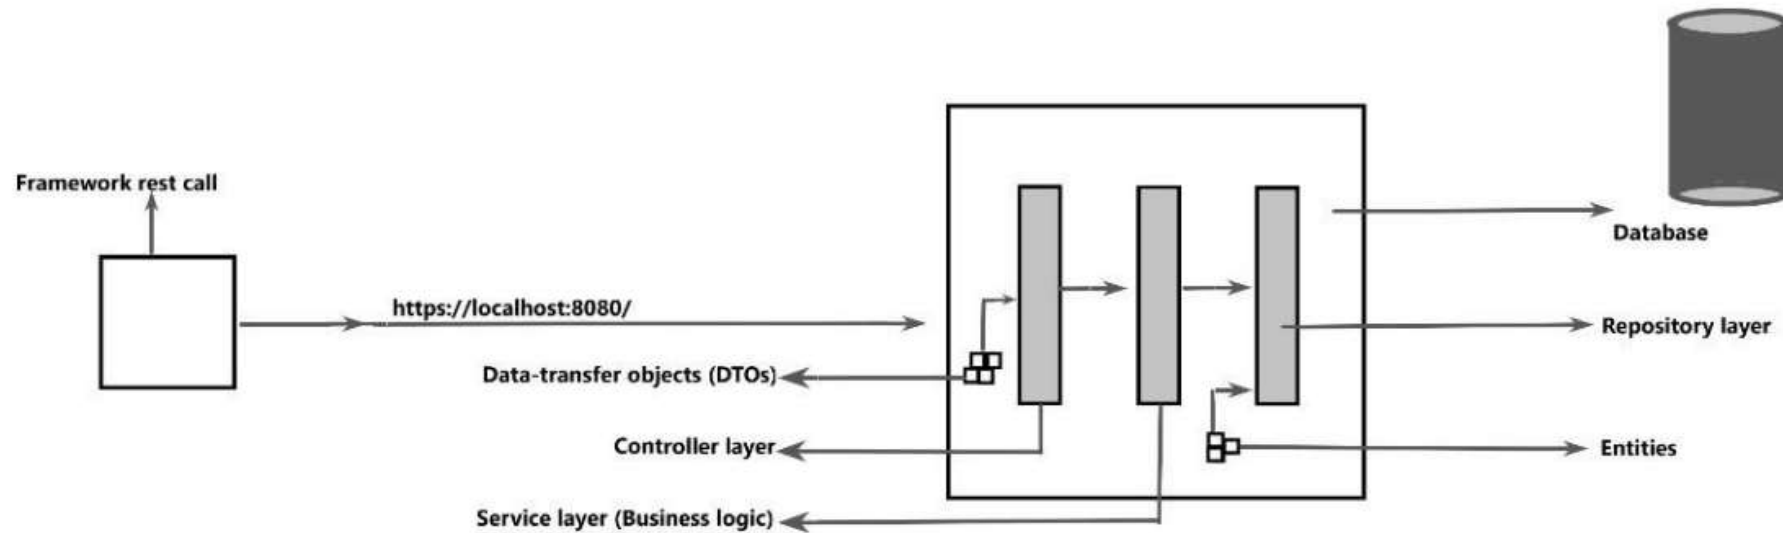 Framework rest call
https://localhost:8080/
Data-transfer objects (DTOs)
Controller layer
Service layer (Business logic)
Database
Repository layer
Entities